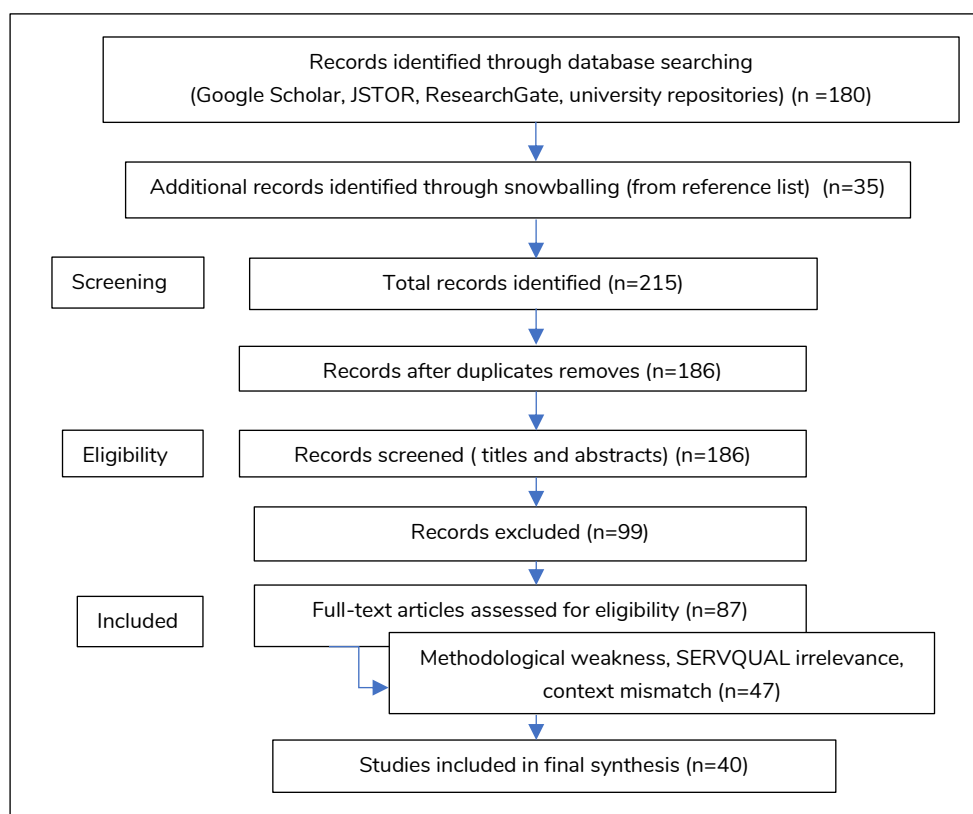 Records identified through database searching
(Google Scholar, JSTOR, ResearchGate, university repositories) (n =180)
Additional records identified through snowballing (from reference list) (n=35)
Screening
Total records identified (n=215)
Records after duplicates removes (n=186)
Eligibility
Records screened ( titles and abstracts) (n=186)
Records excluded (n=99)
Included
Full-text articles assessed for eligibility (n=87)
Methodological weakness, SERVQUAL irrelevance,
context mismatch (n=47)
Studies included in final synthesis (n=40)